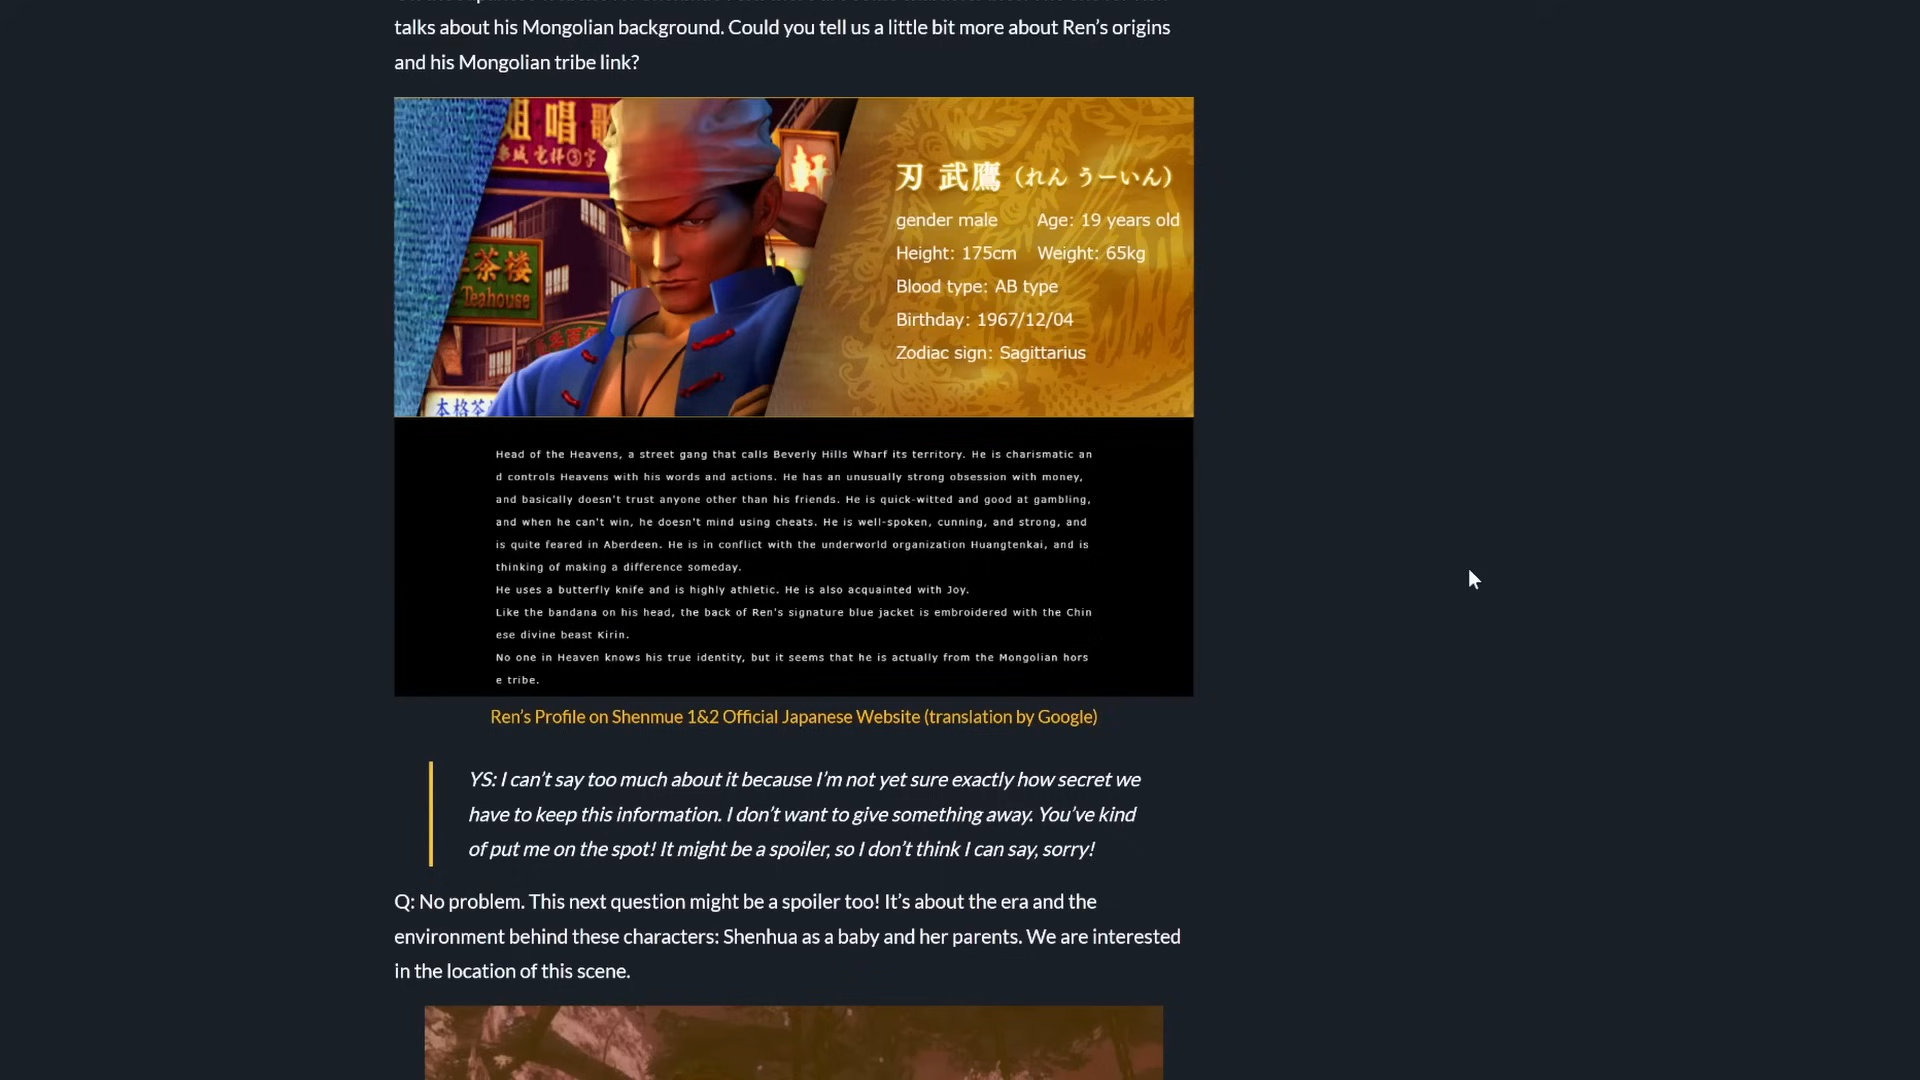 talks about his Mongolian background. Could you tell us a little bit more about Ren's origins
and his Mongolian tribe link?
姐唱歌
城 電梯③字
軒
茶楼
Teahouse
本格茶
刃 武鷹（れん うーいん）
gender male Age: 19 years old
Height: 175cm Weight: 65kg
Blood type: AB type
Birthday: 1967/12/04
Zodiac sign: Sagittarius
Head of the Heavens, a street gang that calls Beverly Hills Wharf its territory. He is charismatic an
d controls Heavens with his words and actions. He has an unusually strong obsession with money,
and basically doesn't trust anyone other than his friends. He is quick-witted and good at gambling,
and when he can't win, he doesn't mind using cheats. He is well-spoken, cunning, and strong, and
is quite feared in Aberdeen. He is in conflict with the underworld organization Huangtenkai, and is
thinking of making a difference someday.
He uses a butterfly knife and is highly athletic. He is also acquainted with Joy.
Like the bandana on his head, the back of Ren's signature blue jacket is embroidered with the Chin
ese divine beast Kirin.
No one in Heaven knows his true identity, but it seems that he is actually from the Mongolian hors
e tribe.
Ren's Profile on Shenmue 1&2 Official Japanese Website (translation by Google)
YS: I can't say too much about it because I'm not yet sure exactly how secret we
have to keep this information. I don't want to give something away. You've kind
of put me on the spot! It might be a spoiler, so I don't think I can say, sorry!
Q: No problem. This next question might be a spoiler too! It's about the era and the
environment behind these characters: Shenhua as a baby and her parents. We are interested
in the location of this scene.